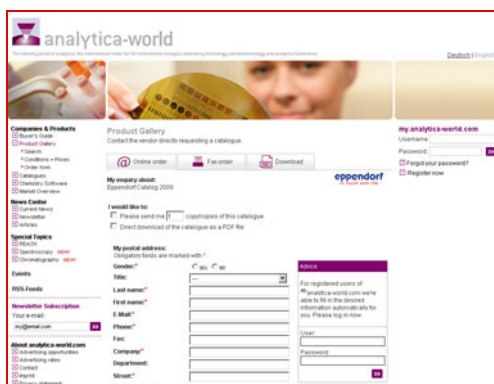 analytica-world
Deutsch | English
Companies & Products
Buyer's Guide
Product Gallery
Search
Conditions + Prices
Order form
Catalogues
Chemistry Software
Market Overview
News Center
Current News
Newsletter
Articles
Special Topics
REACH
Spectroscopy NEW!
Chromatography NEW!
Events
RSS-Feeds
Newsletter Subscription
Your e-mail:
my@email.com
About analytica-world.com
Advertising opportunities
Advertising rates
Contact
Imprint
Privacy statement
Product Gallery
Contact the vendor directly requesting a catalogue.
Online order
Fax order
Download
My enquiry about:
Eppendorf Catalog 2009
eppendorf
I would like to:
Please send me 1 copy/copies of this catalogue.
Direct download of the catalogue as a PDF file
My postal address:
Obligatory fields are marked with *.
Gender:*
Title:
---
Last name:*
First name:*
E-Mail:*
Phone:*
Fax:
Company:*
Department:
Street:*
Advice
For registered users of
analytica-world.com we're
able to fill in the desired
information automatically for
you. Please log in now.
User:
Password:
my.analytica-world.com
Username:
Password:
Forgot your password?
Register now